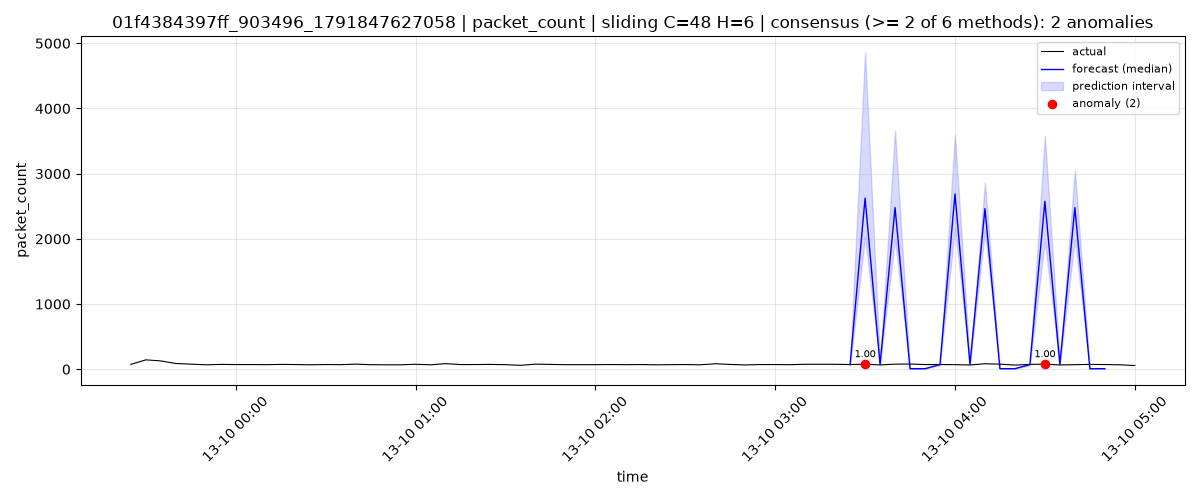 01f4384397ff_903496_1791847627058 | packet_count | sliding C=48 H=6 | consensus (>= 2 of 6 methods): 2 anomalies
packet_count
5000
4000
3000
2000
1000
0
actual
forecast (median)
prediction interval
anomaly (2)
1.00
1.00
13-10 00:00
13-10 01:00
13-10 02:00
13-10 03:00
13-10 04:00
13-10 05:00
time